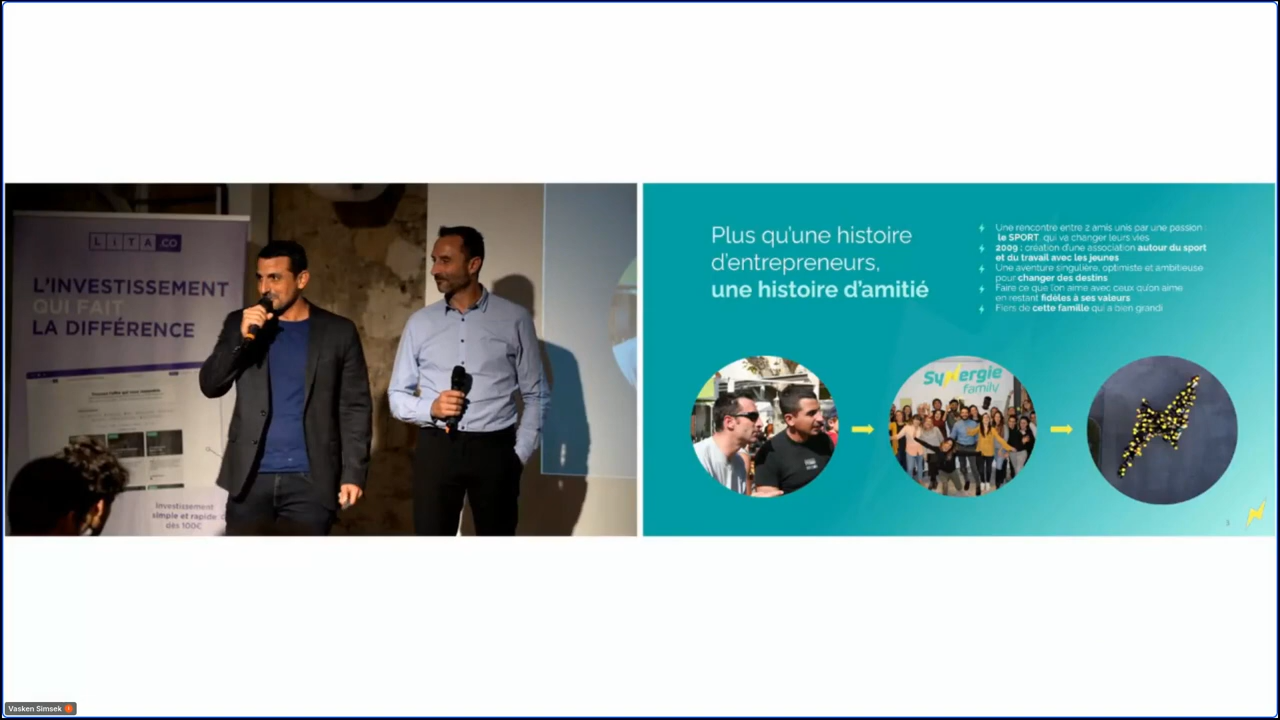 LITA.CO
L'INVESTISSEMENT
QUI FAIT
LA DIFFÉRENCE
Investissement
simple et rapide
dès 100€
Plus qu'une histoire
d'entrepreneurs,
une histoire d'amitié
Une rencontre entre 2 amis unis par une passion :
le SPORT qui va changer leurs vies
2009 : création d'une association autour du sport
et du travail avec les jeunes
Une aventure singulière, optimiste et ambitieuse
pour changer des destins
Faire ce que l'on aime avec ceux qu'on aime
en restant fidèles à ses valeurs
Fiers de cette famille qui a bien grandi
Synergie
family
3
Vasken Simsek